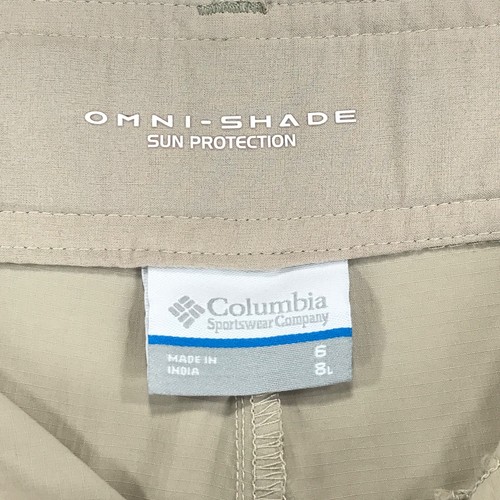 OMNI-SHADE
SUN PROTECTION
Columbia
Sportswear Company
MADE IN
INDIA
6
8L